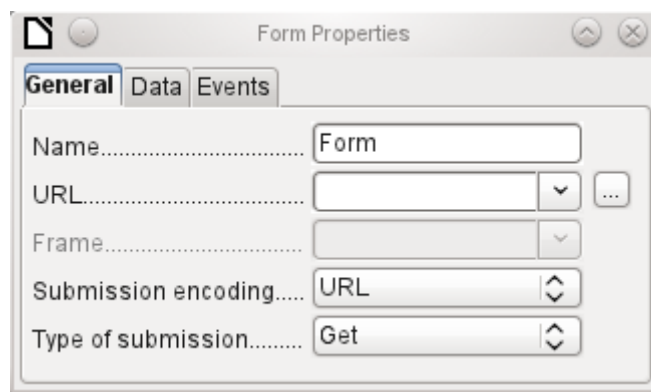 Form Properties
General Data Events
Name............................... Form
URL.................................. 
Frame..............................
Submission encoding..... URL
Type of submission......... Get
...